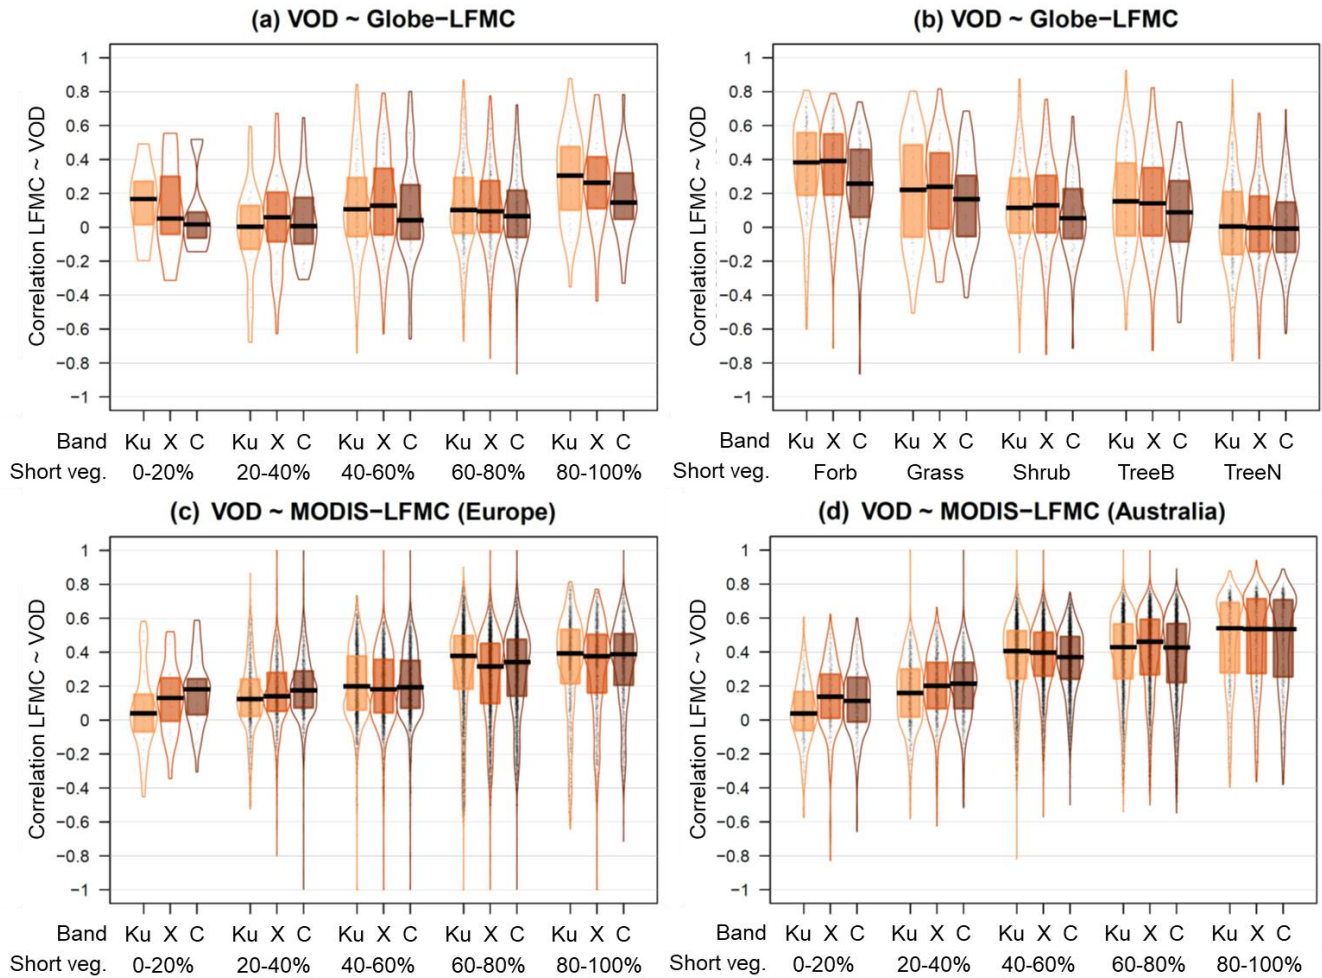 (a) VOD ~ Globe−LFMC
Correlation LFMC ~ VOD
1
0.8
0.6
0.4
0.2
0
−0.2
−0.4
−0.6
−0.8
−1
Band Ku X C Ku X C Ku X C Ku X C Ku X C
Short veg. 0-20% 20-40% 40-60% 60-80% 80-100%
(b) VOD ~ Globe−LFMC
Correlation LFMC ~ VOD
1
0.8
0.6
0.4
0.2
0
−0.2
−0.4
−0.6
−0.8
−1
Band Ku X C Ku X C Ku X C Ku X C Ku X C
Short veg. Forb Grass Shrub TreeB TreeN
(c) VOD ~ MODIS−LFMC (Europe)
Correlation LFMC ~ VOD
1
0.8
0.6
0.4
0.2
0
−0.2
−0.4
−0.6
−0.8
−1
Band Ku X C Ku X C Ku X C Ku X C Ku X C
Short veg. 0-20% 20-40% 40-60% 60-80% 80-100%
(d) VOD ~ MODIS−LFMC (Australia)
Correlation LFMC ~ VOD
1
0.8
0.6
0.4
0.2
0
−0.2
−0.4
−0.6
−0.8
−1
Band Ku X C Ku X C Ku X C Ku X C Ku X C
Short veg. 0-20% 20-40% 40-60% 60-80% 80-100%